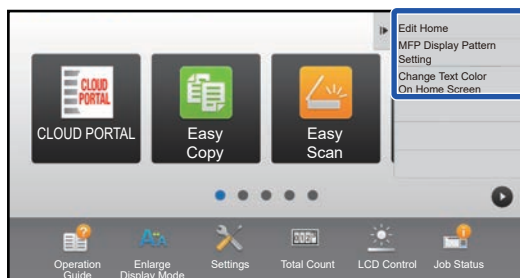 Edit Home
MFP Display Pattern
Setting
Change Text Color
On Home Screen
CLOUD
PORTAL
CLOUD PORTAL
Easy
Copy
Easy
Scan
Operation
Guide
Enlarge
Display Mode
Settings
Total Count
LCD Control
Job Status